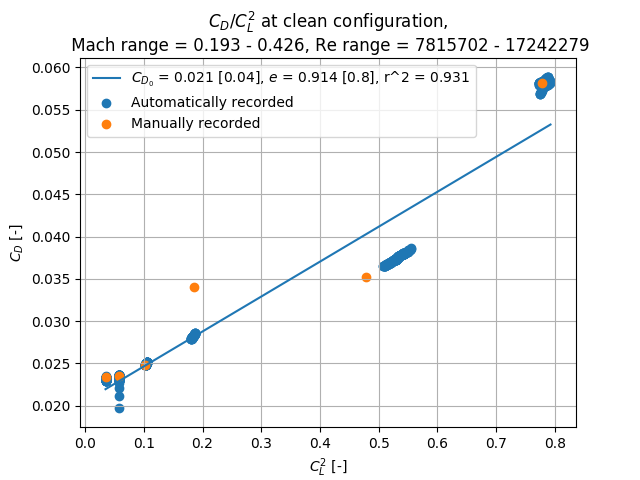 $C_D/C_L^2$ at clean configuration,
Mach range = 0.193 - 0.426, Re range = 7815702 - 17242279
$C_{D_0}$ = 0.021 [0.04], $e$ = 0.914 [0.8], r^2 = 0.931
Automatically recorded
Manually recorded
0.060
0.055
0.050
0.045
0.040
0.035
0.030
0.025
0.020
$C_D$ [-]
0.0 0.1 0.2 0.3 0.4 0.5 0.6 0.7 0.8
$C_L^2$ [-]